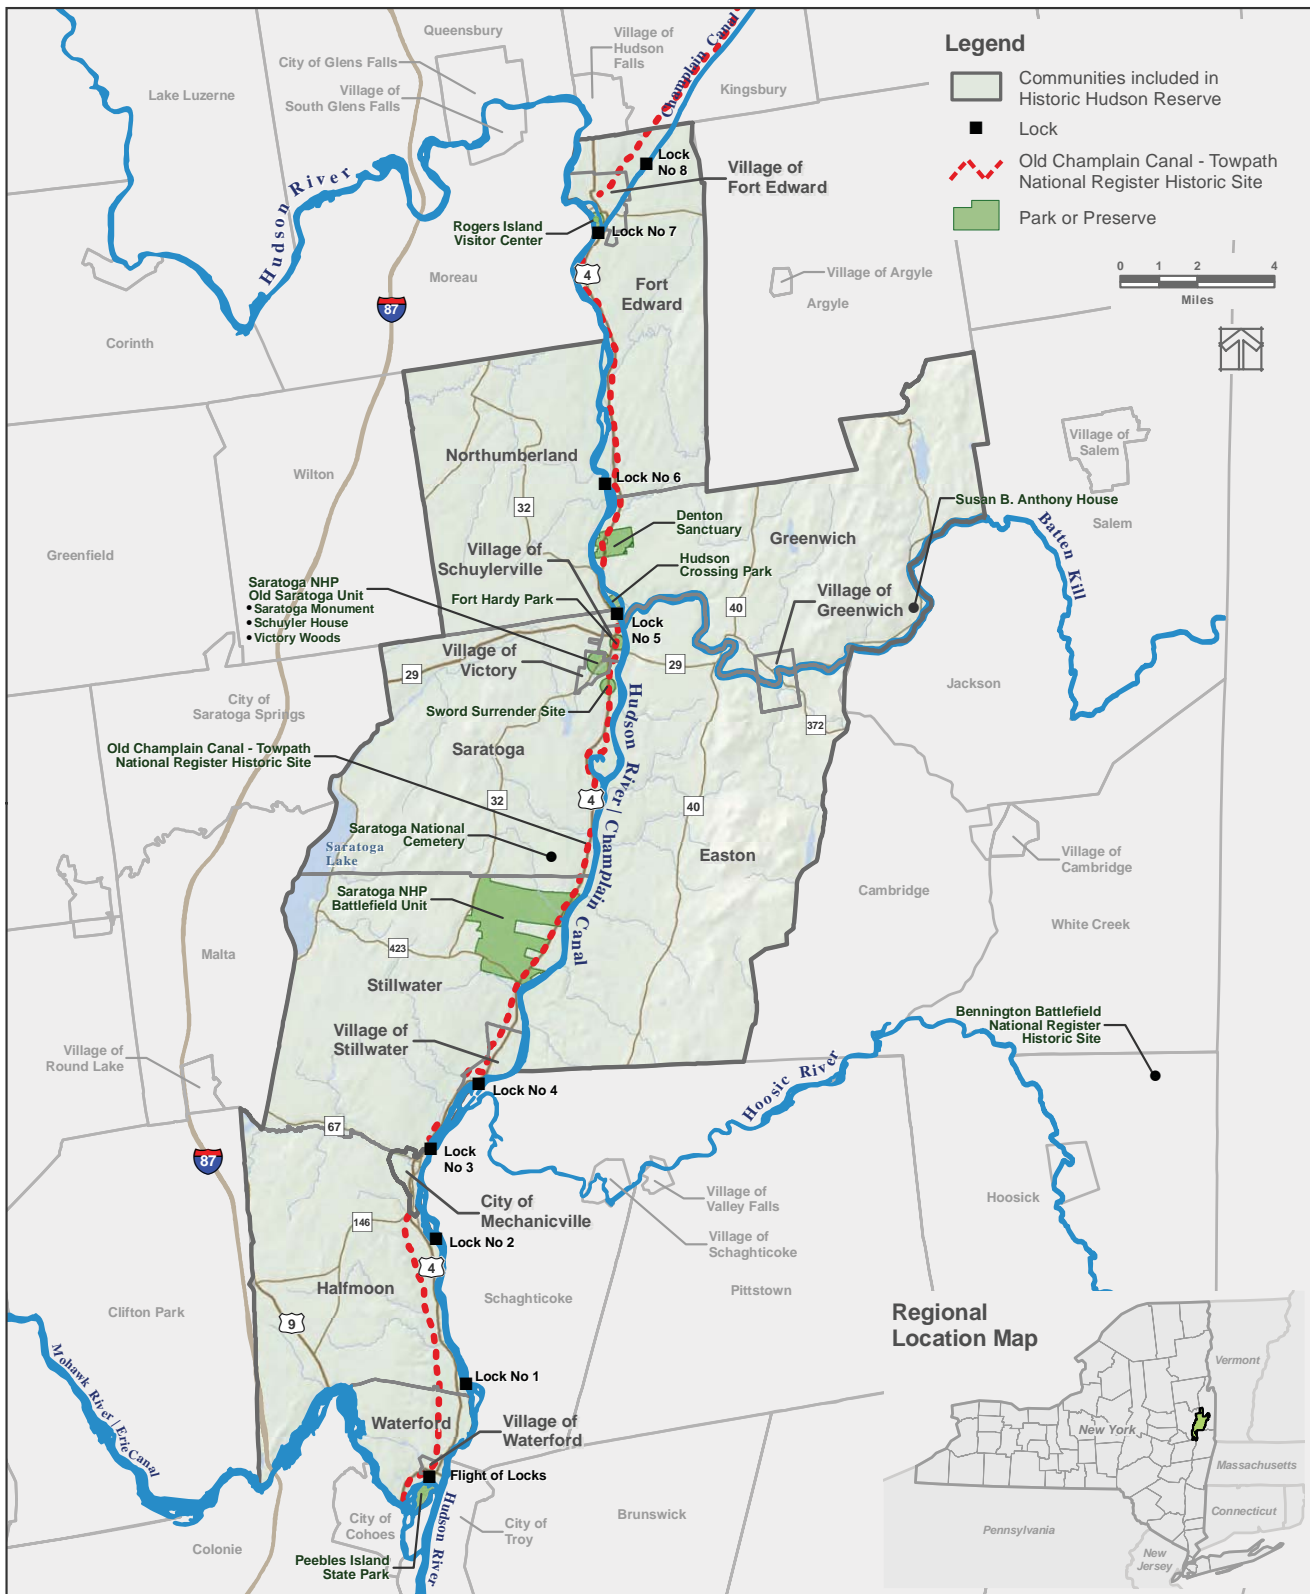 Queensbury
City of Glens Falls
Village of
South Glens Falls
Lake Luzerne
Village of
Hudson
Falls
Champlain Canal
Kingsbury
Legend
Communities included in
Historic Hudson Reserve
Lock
Old Champlain Canal - Towpath
National Register Historic Site
Park or Preserve
0 1 2 4
Miles
Hudson River
Lock
No 8
Village of
Fort Edward
Rogers Island
Visitor Center
Lock No 7
4
Fort
Edward
Moreau
87
Village of Argyle
Argyle
Corinth
Wilton
Northumberland
Lock No 6
32
Village of
Salem
Salem
Susan B. Anthony House
Batten Kill
Denton
Sanctuary
Greenwich
Greenfield
Village of
Schuylerville
Hudson
Crossing Park
Saratoga NHP
Old Saratoga Unit
• Saratoga Monument
• Schuyler House
• Victory Woods
Fort Hardy Park
Village of
Greenwich
40
Lock
No 5
Village of
Victory
29
29
Jackson
City of
Saratoga Springs
Sword Surrender Site
372
Saratoga
Old Champlain Canal - Towpath
National Register Historic Site
Hudson River | Champlain Canal
32
4
40
Saratoga National
Cemetery
Saratoga
Lake
Easton
Village of
Cambridge
Cambridge
Saratoga NHP
Battlefield Unit
White Creek
423
Malta
Stillwater
Village of
Stillwater
Bennington Battlefield
National Register
Historic Site
Village of
Round Lake
Hoosic River
Lock No 4
67
87
Lock
No 3
City of
Mechanicville
Village of
Valley Falls
Hoosick
146
Lock No 2
Village of
Schaghticoke
4
Halfmoon
Schaghticoke
Pittstown
Clifton Park
9
Regional
Location Map
Mohawk River | Erie Canal
Lock No 1
Vermont
Waterford
Village of
Waterford
New York
Massachusetts
Flight of Locks
Connecticut
City of
Cohoes
Hudson River
City of
Troy
Brunswick
Pennsylvania
Colonie
Peebles Island
State Park
New
Jersey